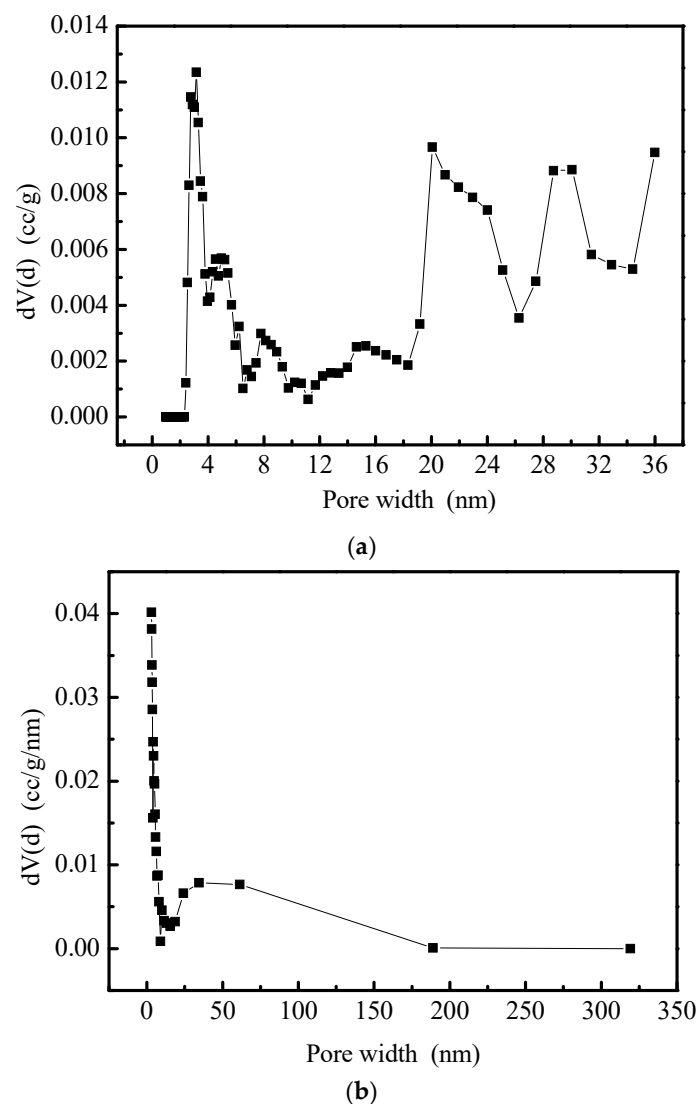 0.014
0.012
0.010
0.008
0.006
0.004
0.002
0.000
dV(d) (cc/g)
0 4 8 12 16 20 24 28 32 36
Pore width (nm)
(a)
0.04
0.03
0.02
0.01
0.00
dV(d) (cc/g/nm)
0 50 100 150 200 250 300 350
Pore width (nm)
(b)